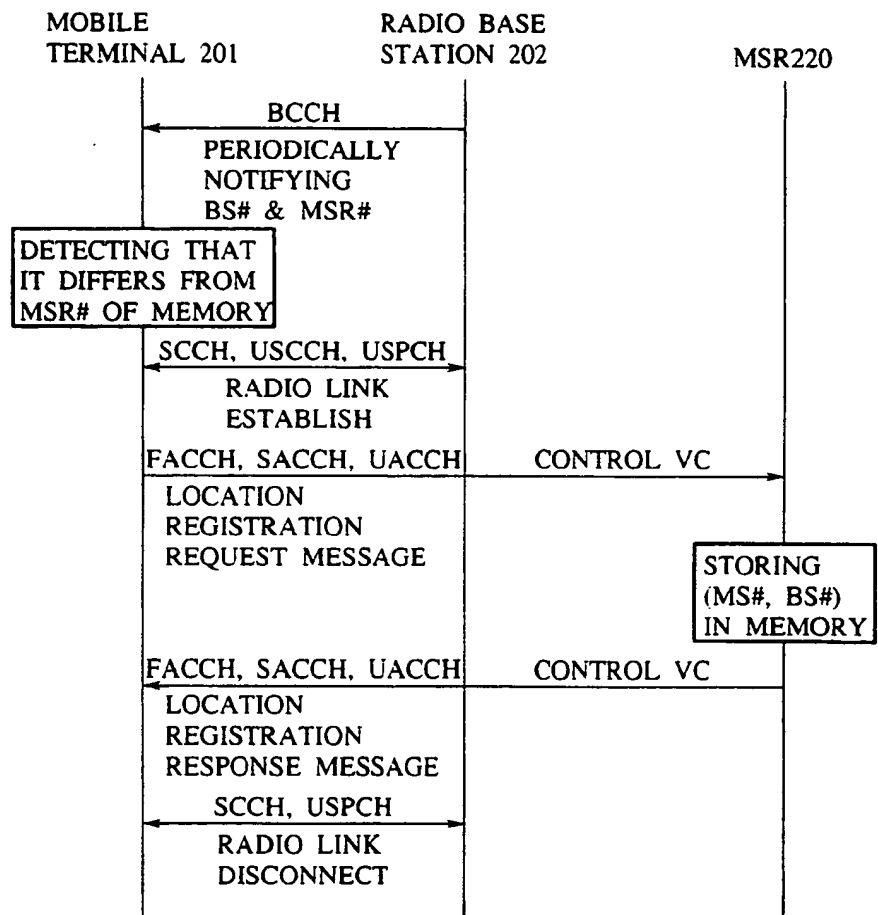 MOBILE
TERMINAL 201
RADIO BASE
STATION 202
MSR220
BCCH
PERIODICALLY
NOTIFYING
BS# & MSR#
DETECTING THAT
IT DIFFERS FROM
MSR# OF MEMORY
SCCH, USCCH, USPCH
RADIO LINK
ESTABLISH
FACCH, SACCH, UACCH
CONTROL VC
LOCATION
REGISTRATION
REQUEST MESSAGE
STORING
(MS#, BS#)
IN MEMORY
FACCH, SACCH, UACCH
CONTROL VC
LOCATION
REGISTRATION
RESPONSE MESSAGE
SCCH, USPCH
RADIO LINK
DISCONNECT